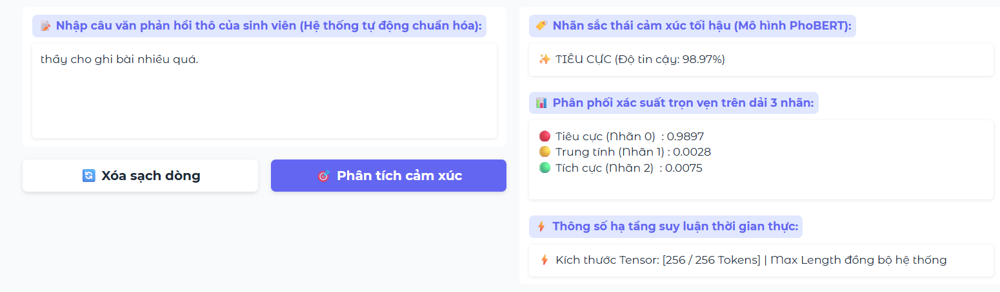 📝 Nhập câu văn phản hồi thô của sinh viên (Hệ thống tự động chuẩn hóa):
thầy cho ghi bài nhiều quá.
🔄 Xóa sạch dòng
🎯 Phân tích cảm xúc
🏷️ Nhãn sắc thái cảm xúc tối hậu (Mô hình PhoBERT):
✨ TIÊU CỰC (Độ tin cậy: 98.97%)
📊 Phân phối xác suất trọn vẹn trên dải 3 nhãn:
🔴 Tiêu cực (Nhãn 0) : 0.9897
🟡 Trung tính (Nhãn 1) : 0.0028
🟢 Tích cực (Nhãn 2) : 0.0075
⚡ Thông số hạ tầng suy luận thời gian thực:
⚡ Kích thước Tensor: [256 / 256 Tokens] | Max Length đồng bộ hệ thống